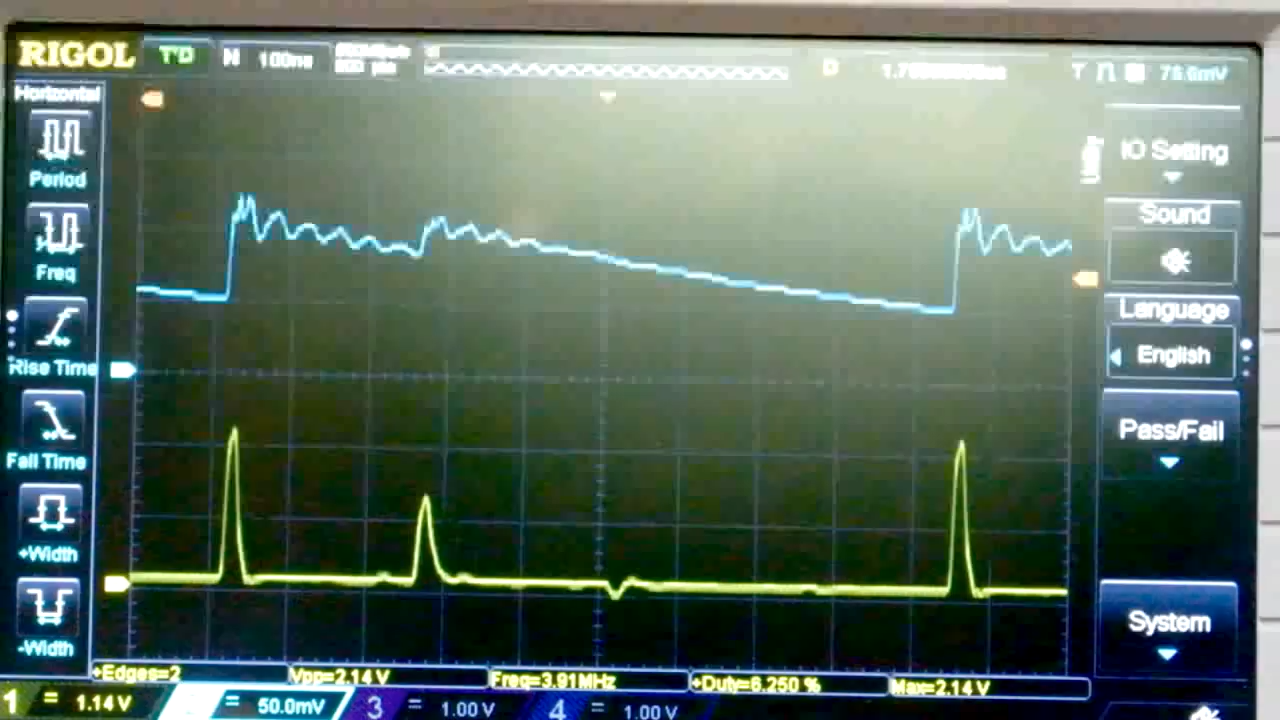 RIGOL T'D H 100ns
Horizontal
Period
Freq
Rise Time
Fall Time
+Width
-Width
IO Setting
Sound
Language
English
Pass/Fail
System
+Edges=2 Vpp=2.14 V Freq=3.91MHz +Duty=6.250 % Max=2.14 V
1 = 1.14 V = 50.0mV 3 = 1.00 V 4 = 1.00 V